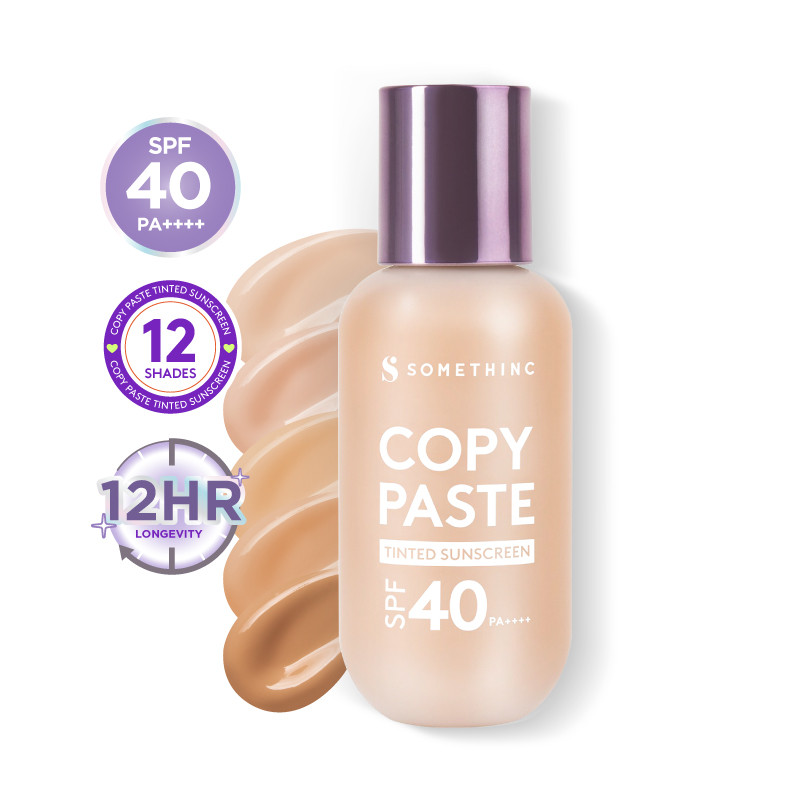 SPF
40
PA++++
COPY PASTE TINTED SUNSCREEN
12
SHADES
COPY PASTE TINTED SUNSCREEN
12HR
LONGEVITY
SOMETHINC
COPY
PASTE
TINTED SUNSCREEN
SPF 40 PA++++